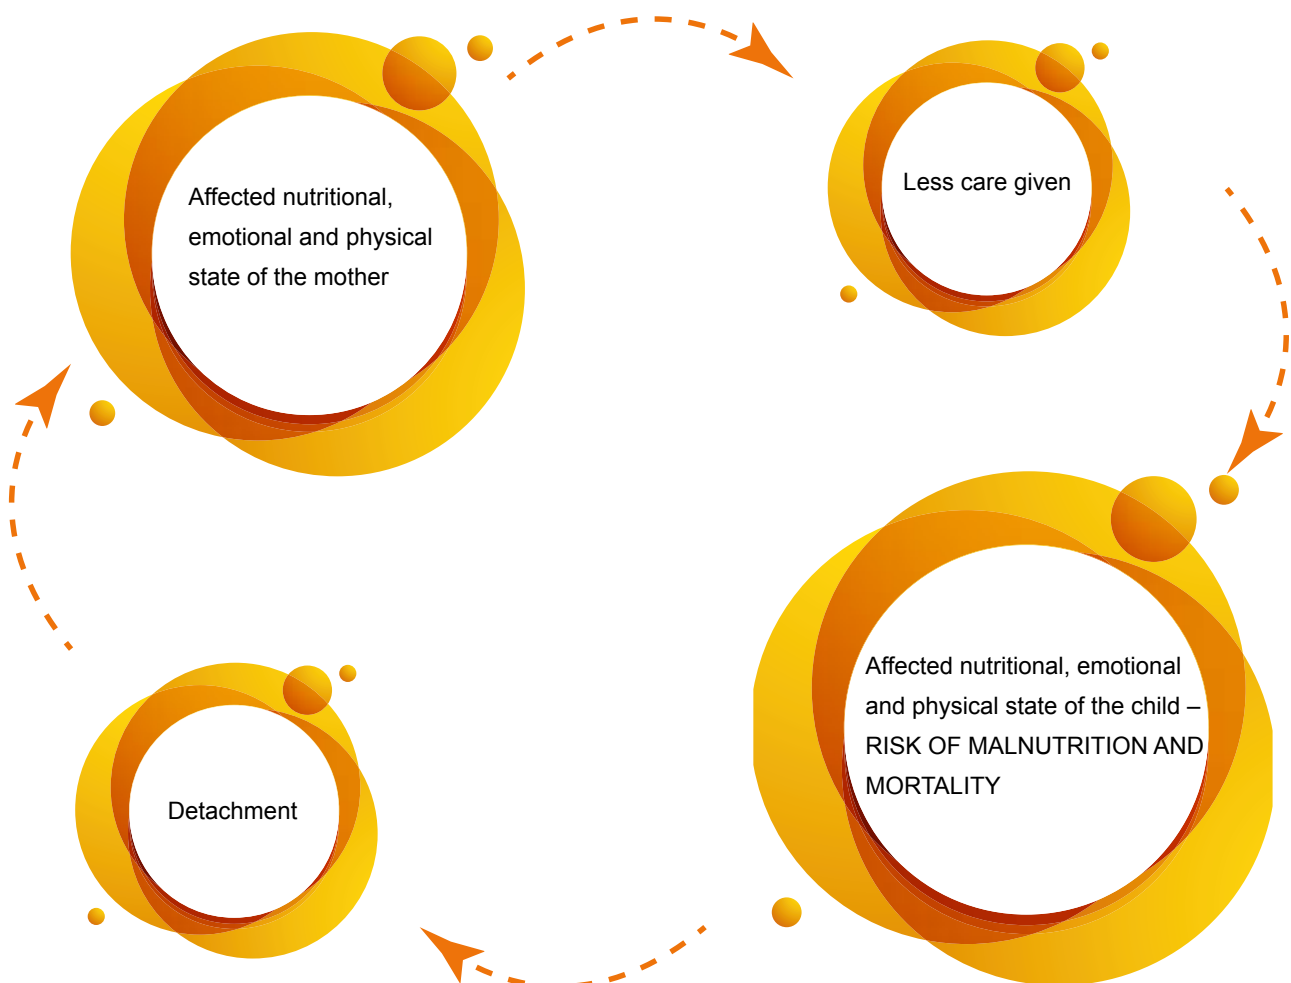 Affected nutritional,
emotional and physical
state of the mother
Less care given
Affected nutritional, emotional
and physical state of the child –
RISK OF MALNUTRITION AND
MORTALITY
Detachment